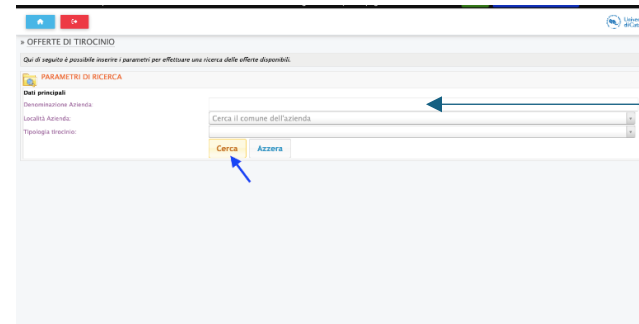 » OFFERTE DI TIROCINIO
Qui di seguito è possibile inserire i parametri per effettuare una ricerca delle offerte disponibili.
PARAMETRI DI RICERCA
Dati principali
Denominazione Azienda:
Località Azienda:
Cerca il comune dell'azienda
Tipologia tirocinio:
Cerca Azzera